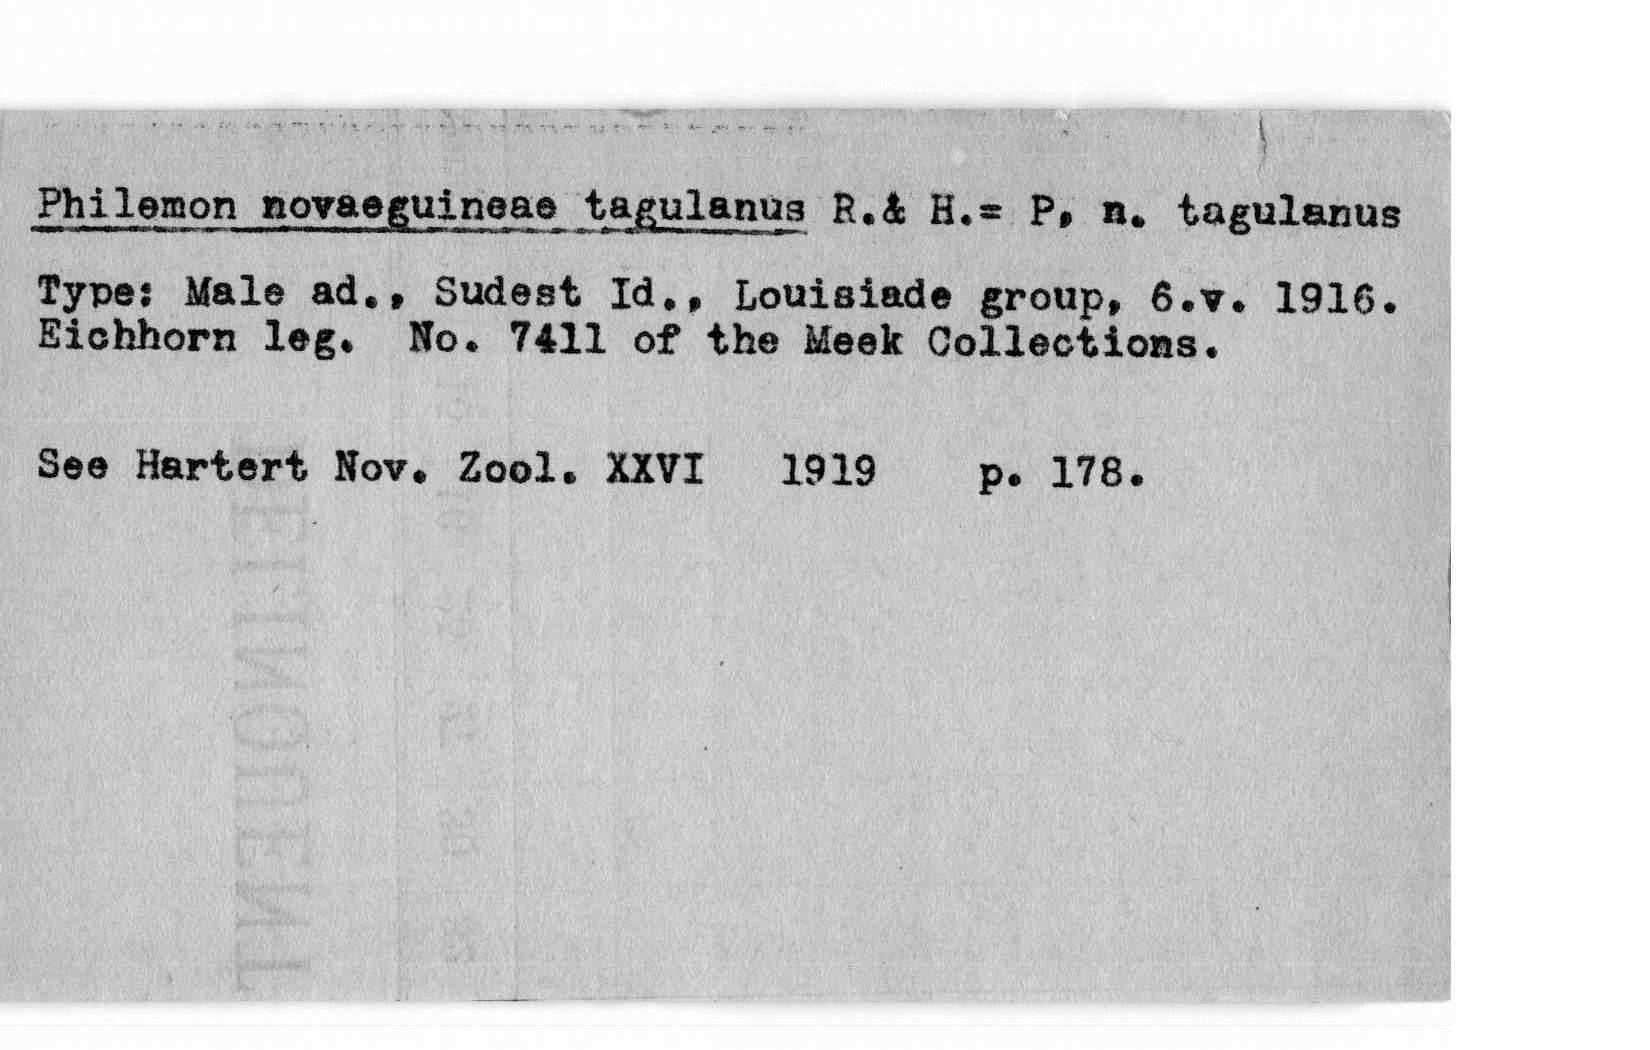 Philemon novaeguineae tagulanus R.& H.= P, n. tagulanus
Type: Male ad., Sudest Id., Louisiade group, 6.v. 1916.
Eichhorn leg. No. 7411 of the Meek Collections.
See Hartert Nov. Zool. XXVI 1919 p. 178.